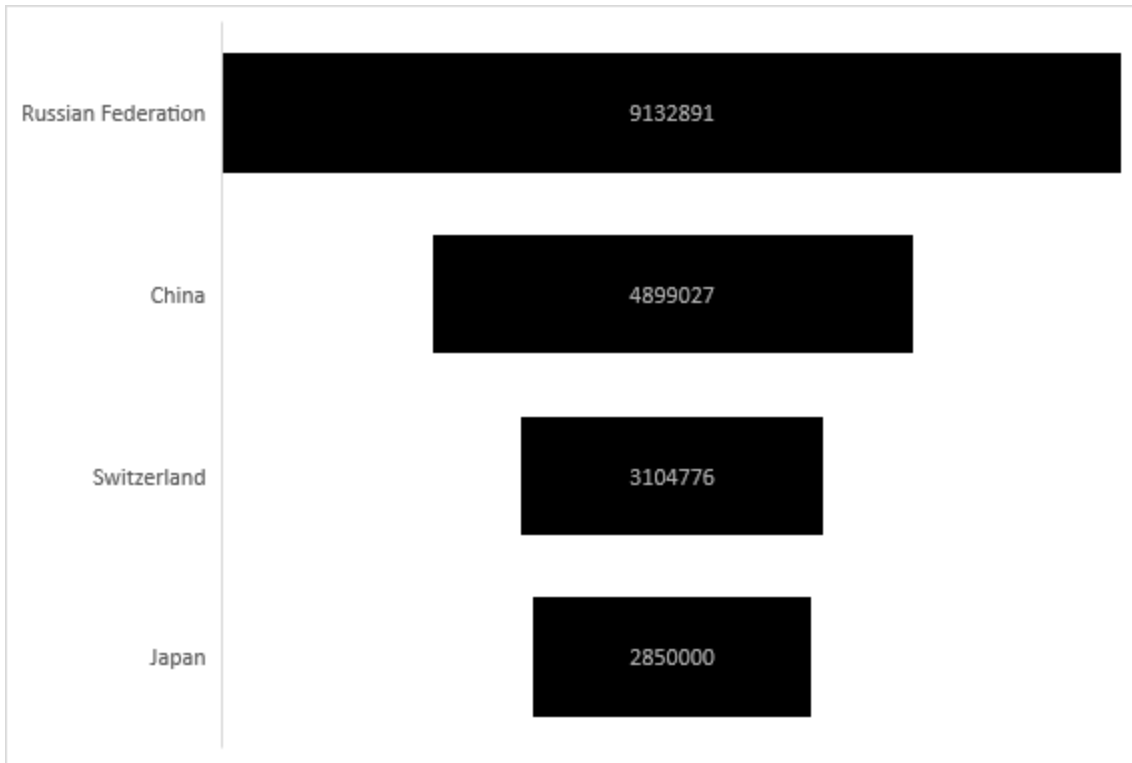 Russian Federation 9132891
China 4899027
Switzerland 3104776
Japan 2850000